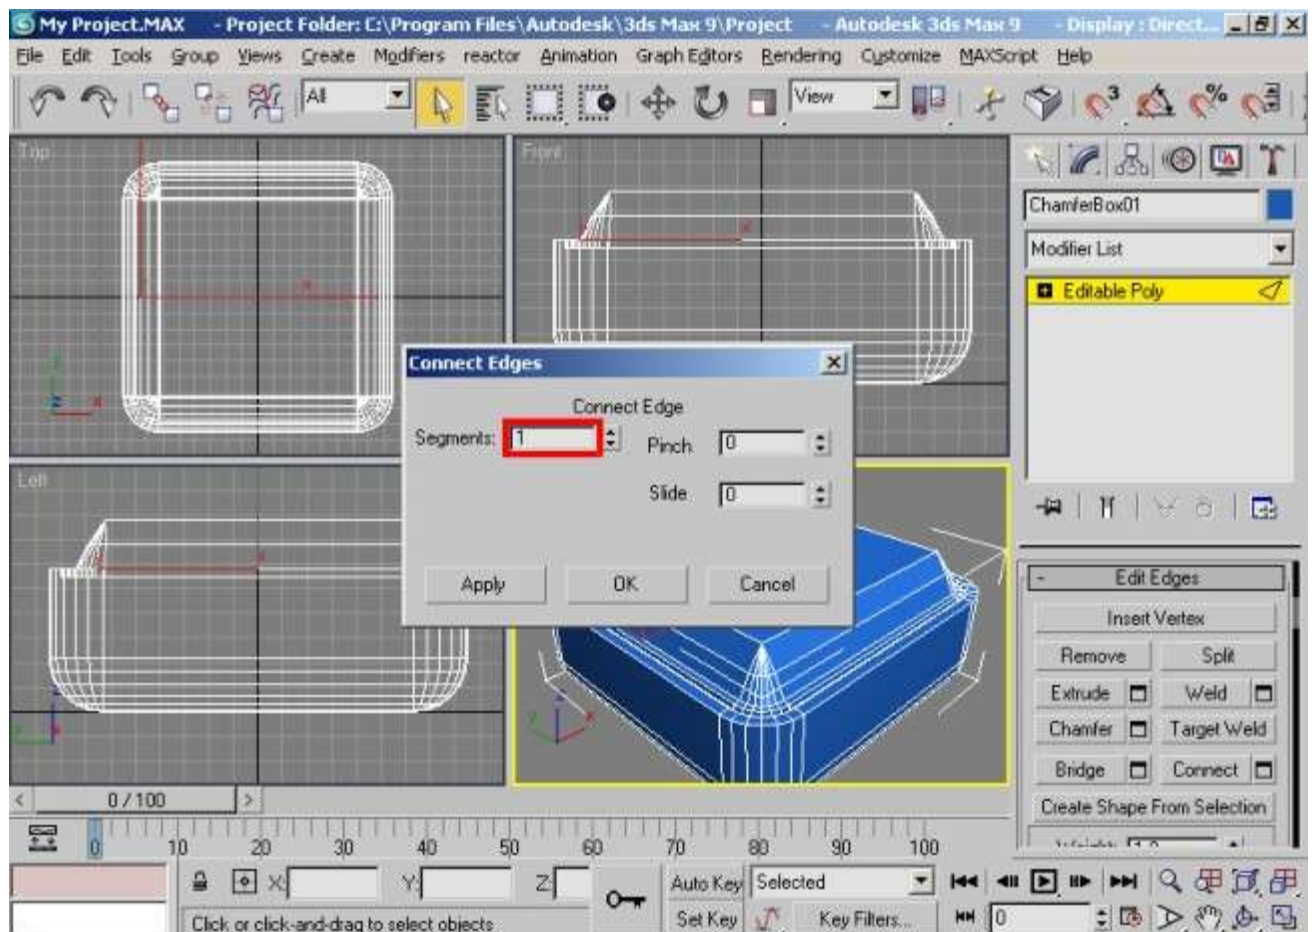 My Project.MAX - Project Folder: C:\Program Files\Autodesk\3ds Max 9\Project - Autodesk 3ds Max 9 - Display : Direct...
File Edit Tools Group Views Create Modifiers reactor Animation Graph Editors Rendering Customize MAXScript Help
All View 3 %
Top Front
ChamferBox01
Modifier List
Editable Poly
Connect Edges
Connect Edge
Segments: 1 Pinch 0
Slide 0
Apply OK Cancel
Left
- Edit Edges
Insert Vertex
Remove Split
Extrude Weld
Chamfer Target Weld
Bridge Connect
Create Shape From Selection
0 / 100
0 10 20 30 40 50 60 70 80 90 100
X: Y: Z: Auto Key Selected
Click or click-and-drag to select objects Set Key Key Filters... 0